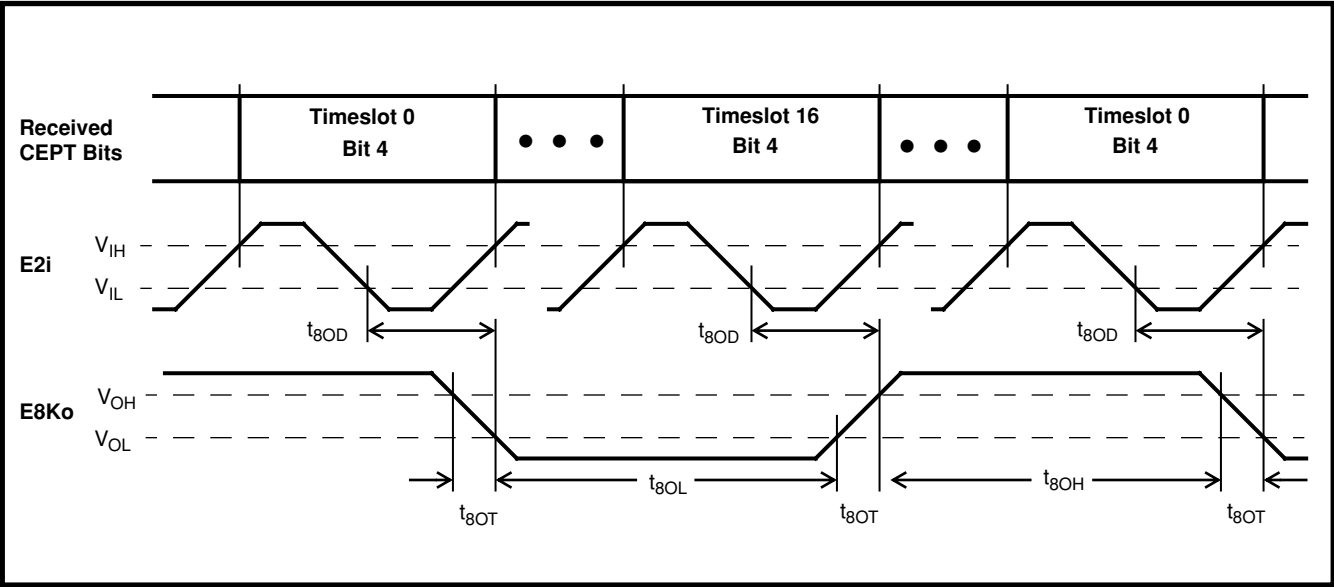 Received
CEPT Bits
Timeslot 0
Bit 4
• • •
Timeslot 16
Bit 4
• • •
Timeslot 0
Bit 4
E2i
VIH
VIL
t8OD
t8OD
t8OD
E8Ko
VOH
VOL
t8OT
t8OL
t8OT
t8OH
t8OT